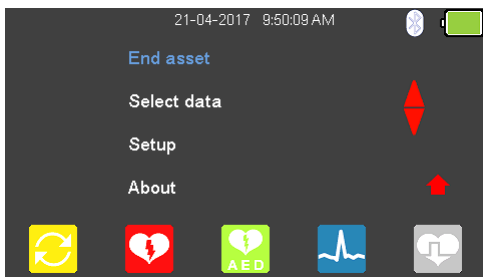 21-04-2017 9:50:09 AM
End asset
Select data
Setup
About
AED